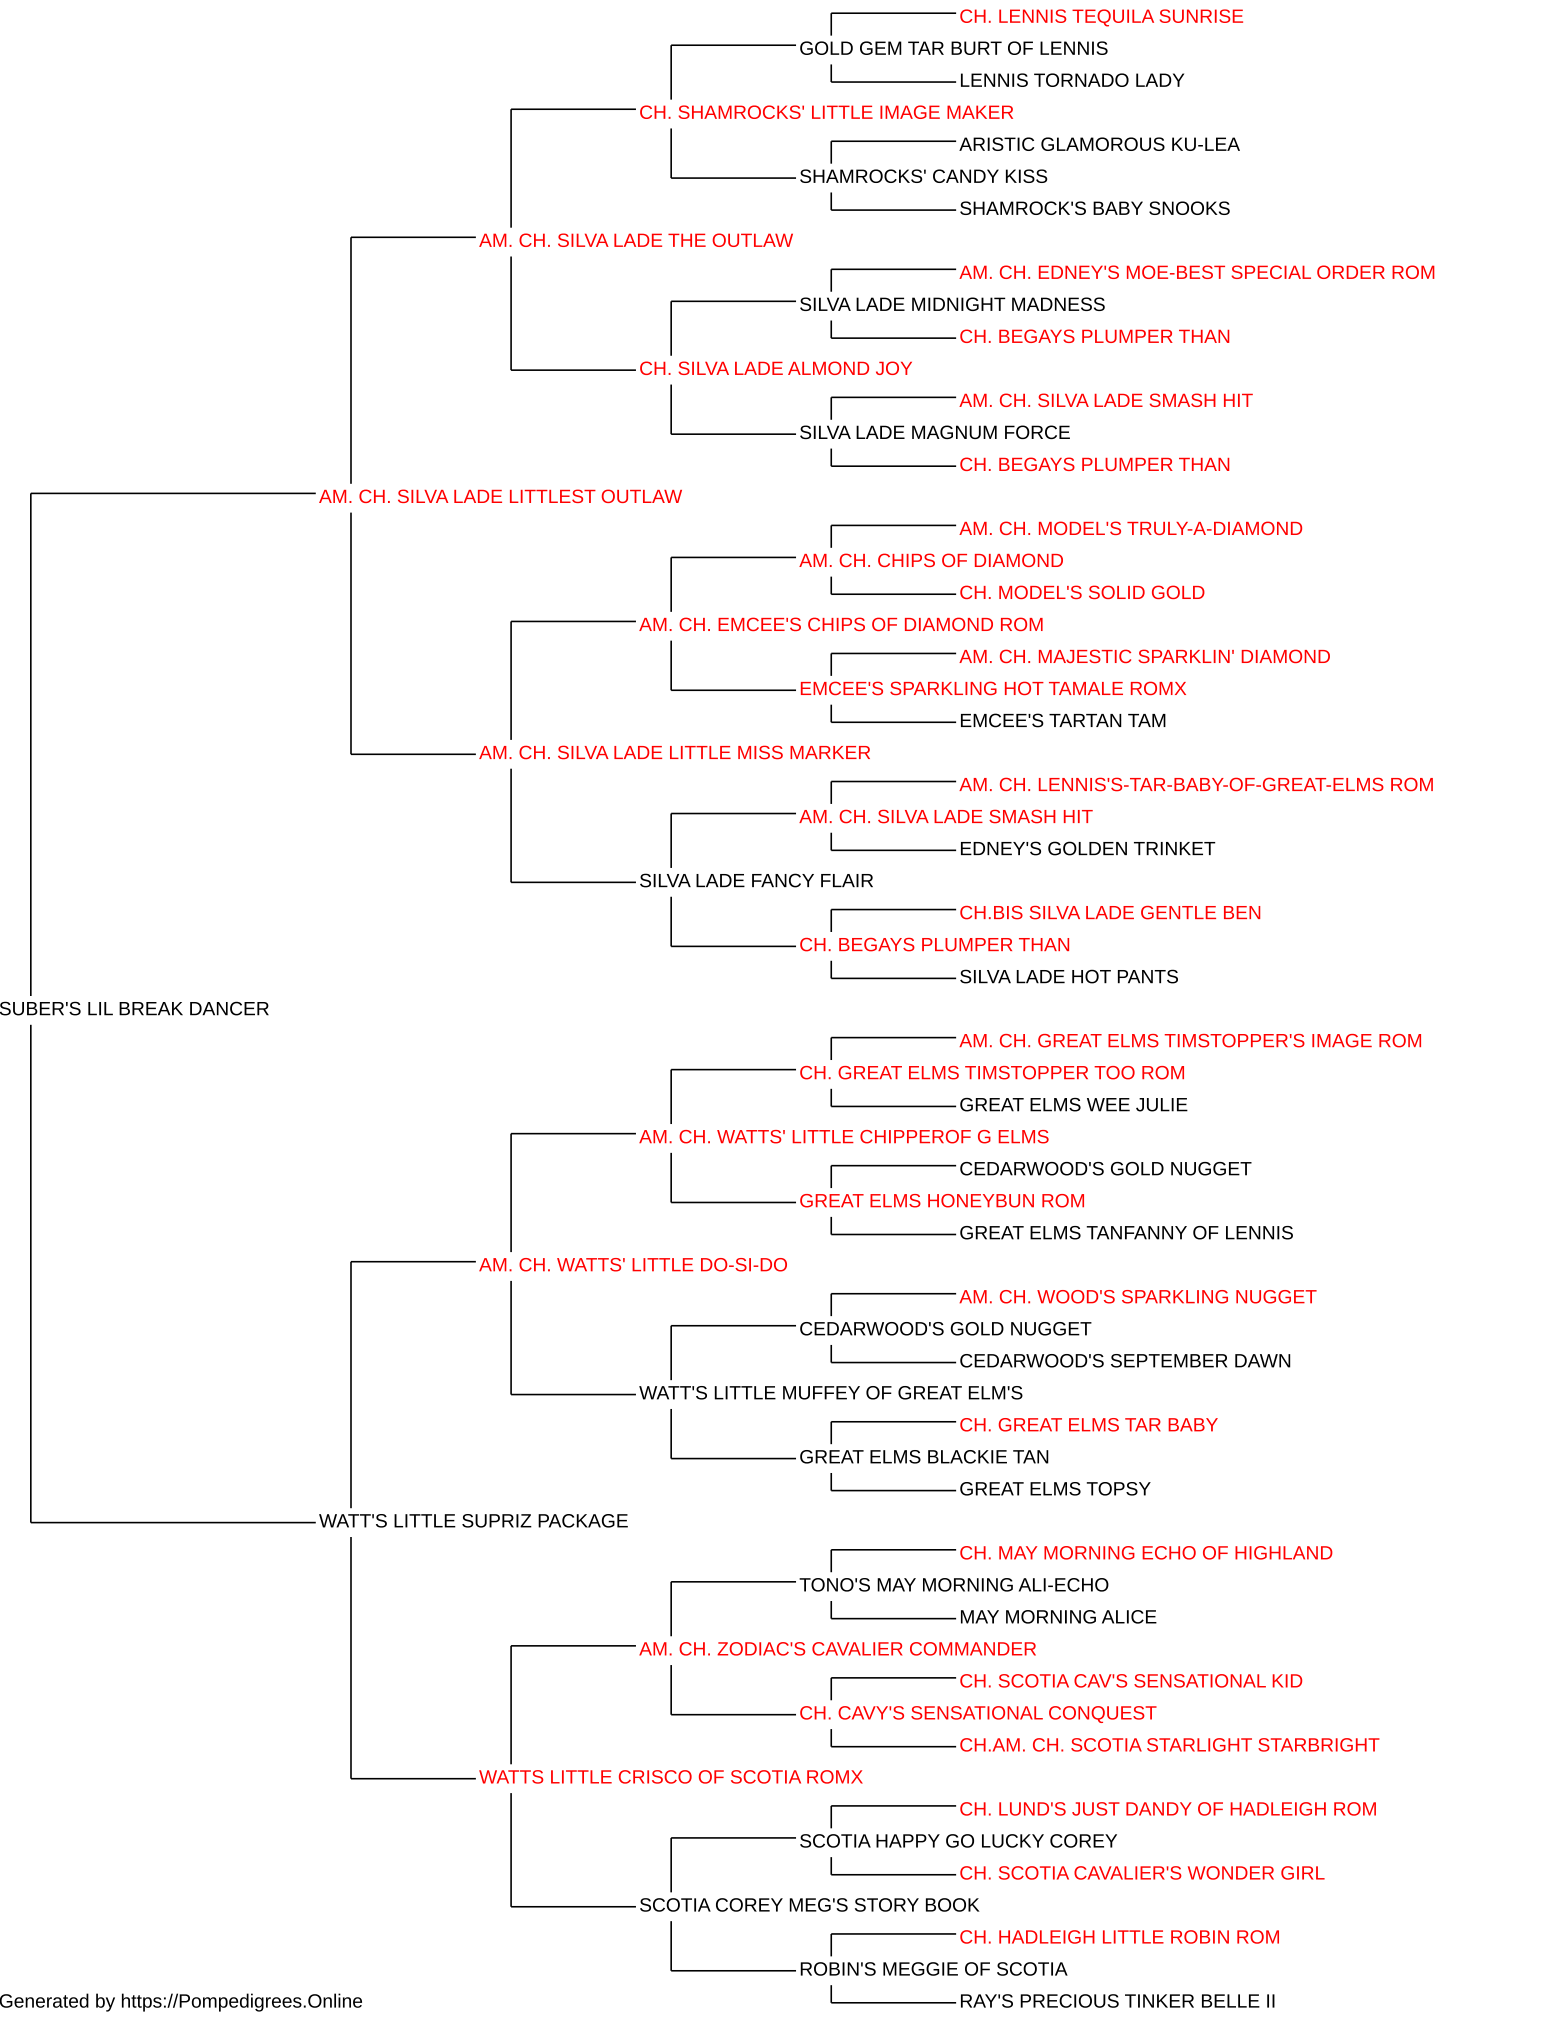 CH. LENNIS TEQUILA SUNRISE
GOLD GEM TAR BURT OF LENNIS
LENNIS TORNADO LADY
CH. SHAMROCKS' LITTLE IMAGE MAKER
ARISTIC GLAMOROUS KU-LEA
SHAMROCKS' CANDY KISS
SHAMROCK'S BABY SNOOKS
AM. CH. SILVA LADE THE OUTLAW
AM. CH. EDNEY'S MOE-BEST SPECIAL ORDER ROM
SILVA LADE MIDNIGHT MADNESS
CH. BEGAYS PLUMPER THAN
CH. SILVA LADE ALMOND JOY
AM. CH. SILVA LADE SMASH HIT
SILVA LADE MAGNUM FORCE
CH. BEGAYS PLUMPER THAN
AM. CH. SILVA LADE LITTLEST OUTLAW
AM. CH. MODEL'S TRULY-A-DIAMOND
AM. CH. CHIPS OF DIAMOND
CH. MODEL'S SOLID GOLD
AM. CH. EMCEE'S CHIPS OF DIAMOND ROM
AM. CH. MAJESTIC SPARKLIN' DIAMOND
EMCEE'S SPARKLING HOT TAMALE ROMX
EMCEE'S TARTAN TAM
AM. CH. SILVA LADE LITTLE MISS MARKER
AM. CH. LENNIS'S-TAR-BABY-OF-GREAT-ELMS ROM
AM. CH. SILVA LADE SMASH HIT
EDNEY'S GOLDEN TRINKET
SILVA LADE FANCY FLAIR
CH.BIS SILVA LADE GENTLE BEN
CH. BEGAYS PLUMPER THAN
SILVA LADE HOT PANTS
SUBER'S LIL BREAK DANCER
AM. CH. GREAT ELMS TIMSTOPPER'S IMAGE ROM
CH. GREAT ELMS TIMSTOPPER TOO ROM
GREAT ELMS WEE JULIE
AM. CH. WATTS' LITTLE CHIPPEROF G ELMS
CEDARWOOD'S GOLD NUGGET
GREAT ELMS HONEYBUN ROM
GREAT ELMS TANFANNY OF LENNIS
AM. CH. WATTS' LITTLE DO-SI-DO
AM. CH. WOOD'S SPARKLING NUGGET
CEDARWOOD'S GOLD NUGGET
CEDARWOOD'S SEPTEMBER DAWN
WATT'S LITTLE MUFFEY OF GREAT ELM'S
CH. GREAT ELMS TAR BABY
GREAT ELMS BLACKIE TAN
GREAT ELMS TOPSY
WATT'S LITTLE SUPRIZ PACKAGE
CH. MAY MORNING ECHO OF HIGHLAND
TONO'S MAY MORNING ALI-ECHO
MAY MORNING ALICE
AM. CH. ZODIAC'S CAVALIER COMMANDER
CH. SCOTIA CAV'S SENSATIONAL KID
CH. CAVY'S SENSATIONAL CONQUEST
CH.AM. CH. SCOTIA STARLIGHT STARBRIGHT
WATTS LITTLE CRISCO OF SCOTIA ROMX
CH. LUND'S JUST DANDY OF HADLEIGH ROM
SCOTIA HAPPY GO LUCKY COREY
CH. SCOTIA CAVALIER'S WONDER GIRL
SCOTIA COREY MEG'S STORY BOOK
CH. HADLEIGH LITTLE ROBIN ROM
ROBIN'S MEGGIE OF SCOTIA
RAY'S PRECIOUS TINKER BELLE II
Generated by https://Pompedigrees.Online